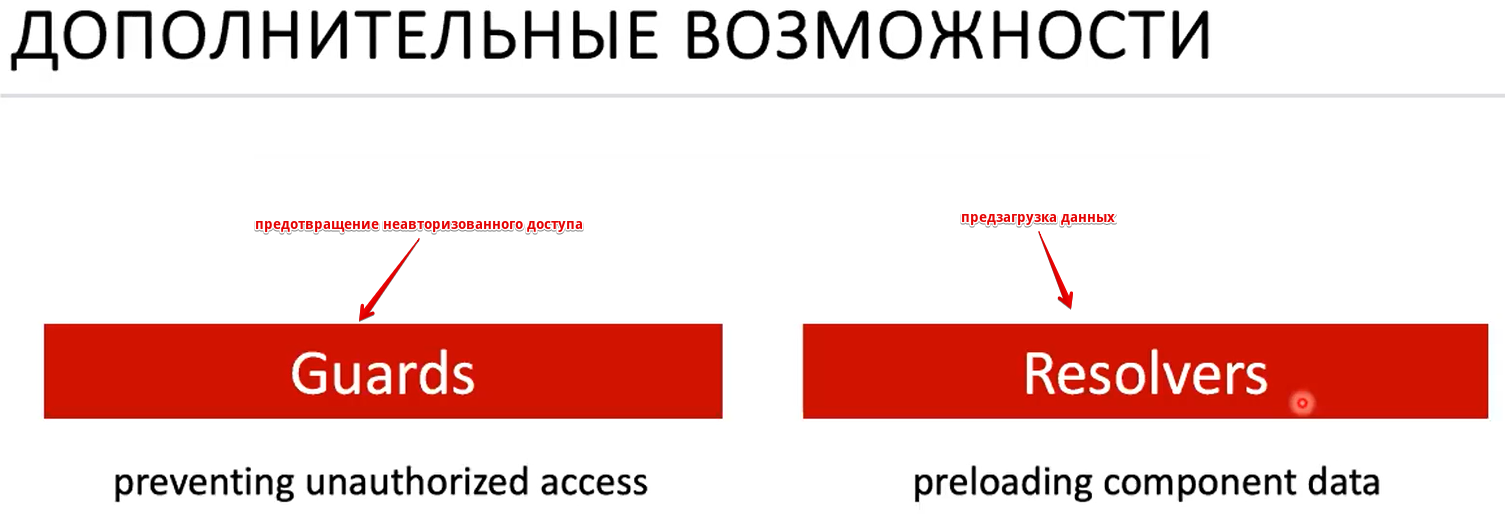 ДОПОЛНИТЕЛЬНЫЕ ВОЗМОЖНОСТИ
предотвращение неавторизованного доступа
предзагрузка данных
Guards
Resolvers
preventing unauthorized access
preloading component data